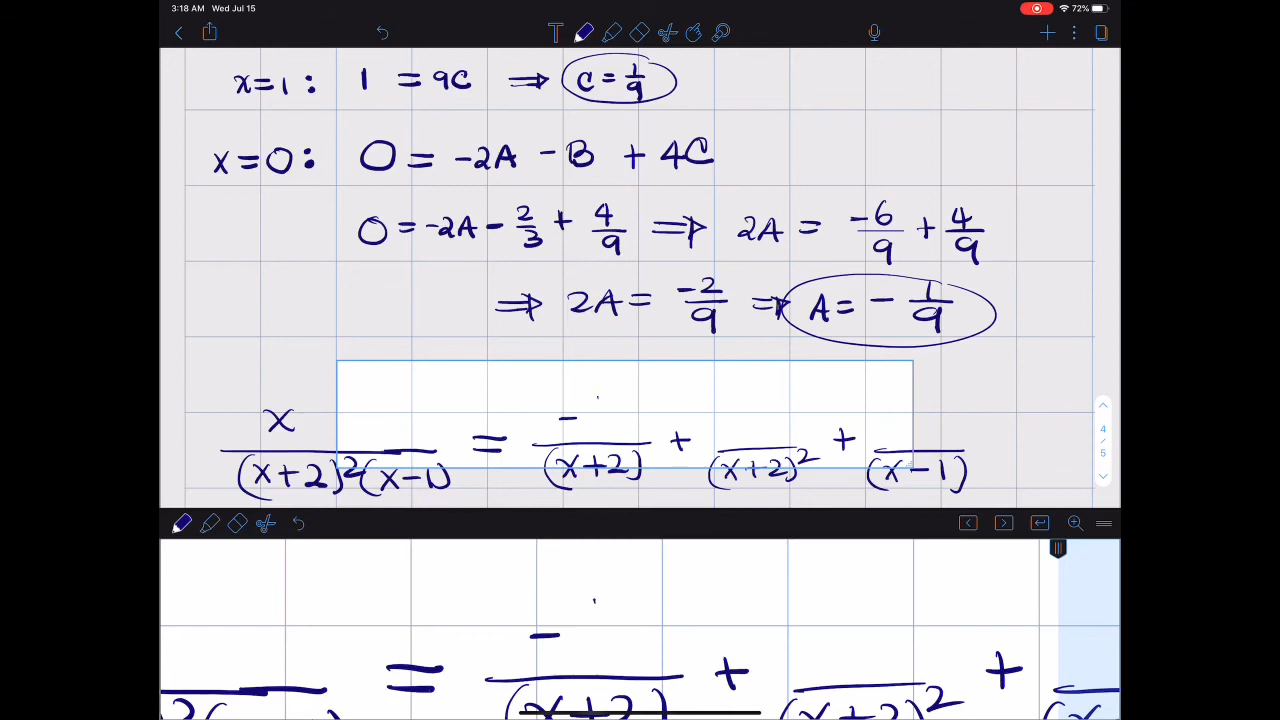 3:18 AM Wed Jul 15 72%
x=1: 1 = 9C ⇒ C = 1/9
x=0: 0 = -2A - B + 4C
0 = -2A - 2/3 + 4/9 ⇒ 2A = -6/9 + 4/9
⇒ 2A = -2/9 ⇒ A = - 1/9
x/((x+2)²(x-1)) = -/(x+2) + /(x+2)² + /(x-1)
4/5
= -/(x+2) + /(x+2)² +